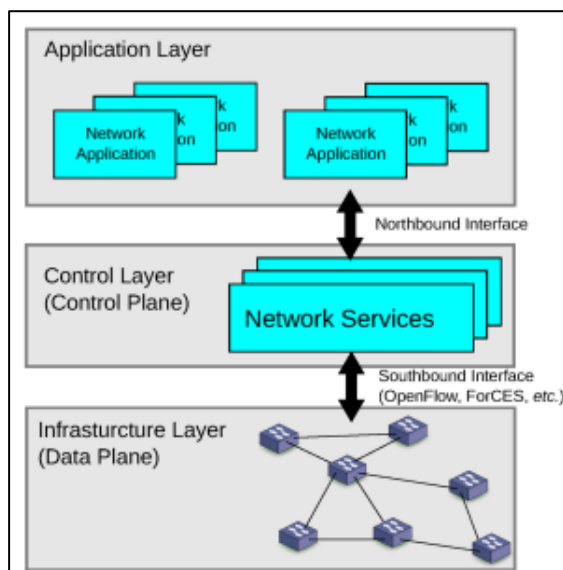 Application Layer
Network
Application
Network
Application
Northbound Interface
Control Layer
(Control Plane)
Network Services
Southbound Interface
(OpenFlow, ForCES, etc.)
Infrasturcture Layer
(Data Plane)